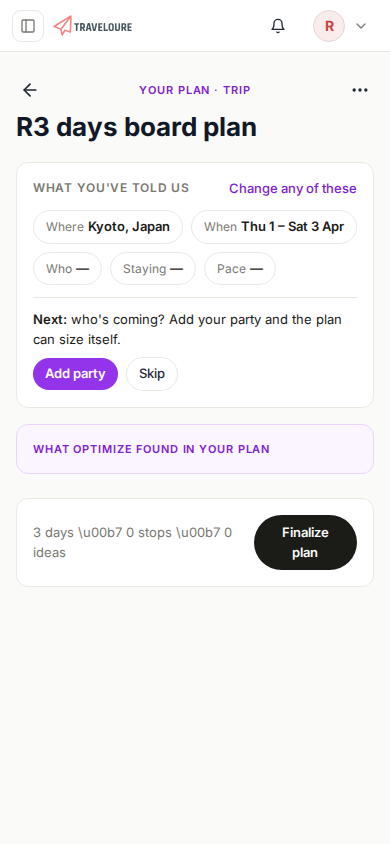 TRAVELOURE
R
YOUR PLAN · TRIP
R3 days board plan
WHAT YOU'VE TOLD US
Change any of these
Where Kyoto, Japan
When Thu 1 – Sat 3 Apr
Who —
Staying —
Pace —
Next: who's coming? Add your party and the plan
can size itself.
Add party
Skip
WHAT OPTIMIZE FOUND IN YOUR PLAN
3 days \u00b7 0 stops \u00b7 0
ideas
Finalize
plan